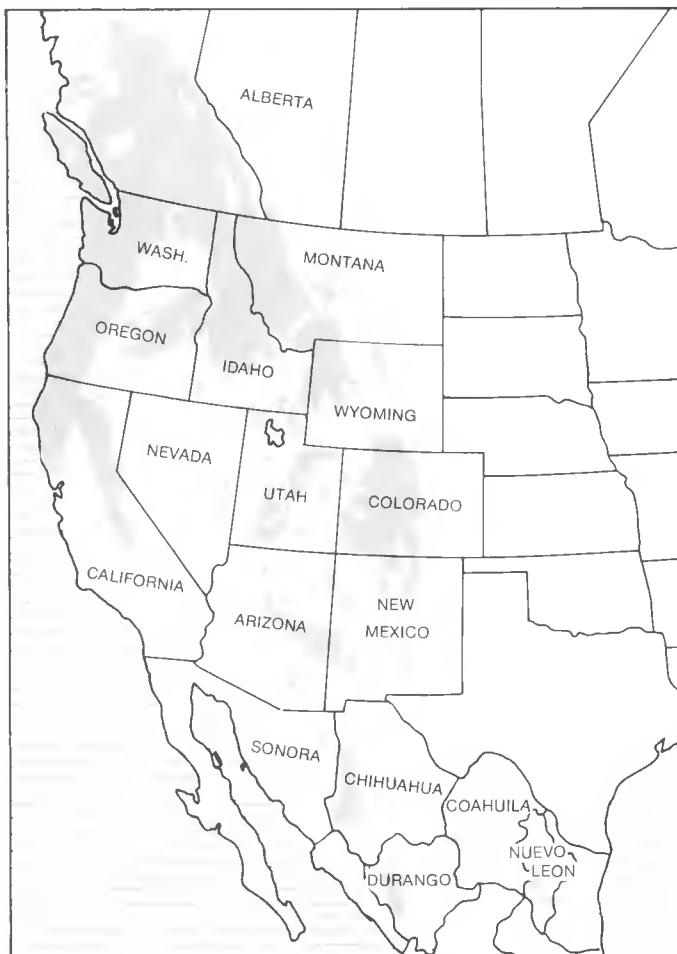 ALBERTA
WASH.
MONTANA
OREGON
IDAHO
WYOMING
NEVADA
UTAH
COLORADO
CALIFORNIA
ARIZONA
NEW
MEXICO
SONORA
CHIHUAHUA
COAHUILA
NUEVO
LEON
DURANGO